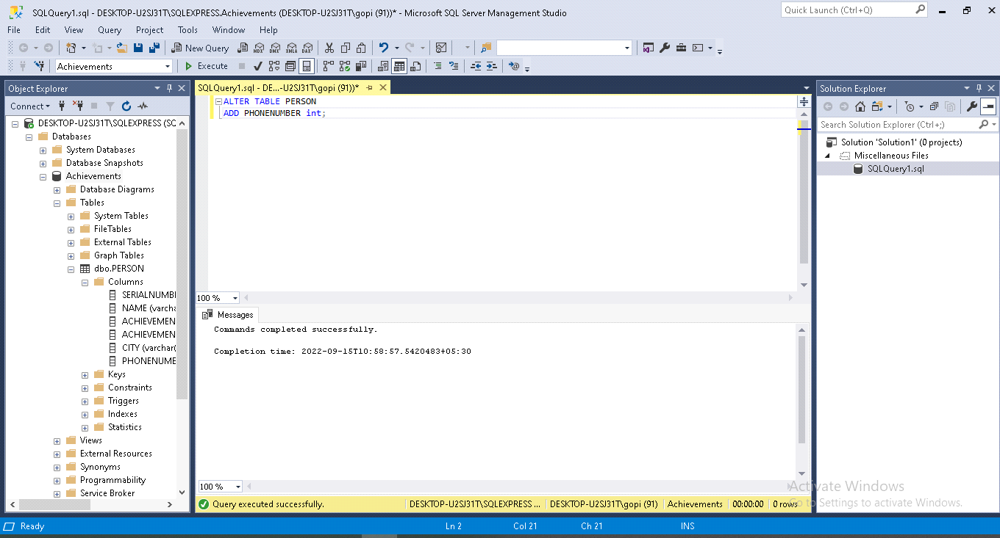 SQLQuery1.sql - DESKTOP-U2SJ31T\SQLEXPRESS.Achievements (DESKTOP-U2SJ31T\gopi (91))* - Microsoft SQL Server Management Studio
Quick Launch (Ctrl+Q)
File Edit View Query Project Tools Window Help
New Query
MDX DMX XMLA DAX
Achievements
Execute
Object Explorer
Connect
DESKTOP-U2SJ31T\SQLEXPRESS (SC
Databases
System Databases
Database Snapshots
Achievements
Database Diagrams
Tables
System Tables
FileTables
External Tables
Graph Tables
dbo.PERSON
Columns
SERIALNUMBI
NAME (varcha
ACHIEVEMEN
ACHIEVEMEN
CITY (varchar(
PHONENUME
Keys
Constraints
Triggers
Indexes
Statistics
Views
External Resources
Synonyms
Programmability
Service Broker
SQLQuery1.sql - DE...-U2SJ31T\gopi (91))*
ALTER TABLE PERSON
ADD PHONENUMBER int;
100 %
Messages
Commands completed successfully.
Completion time: 2022-09-15T10:58:57.5420483+05:30
100 %
Query executed successfully.
DESKTOP-U2SJ31T\SQLEXPRESS ...
DESKTOP-U2SJ31T\gopi (91)
Achievements
00:00:00
0 rows
Solution Explorer
Search Solution Explorer (Ctrl+;)
Solution 'Solution1' (0 projects)
Miscellaneous Files
SQLQuery1.sql
Activate Windows
Go to Settings to activate Windows.
Ready
Ln 2
Col 21
Ch 21
INS